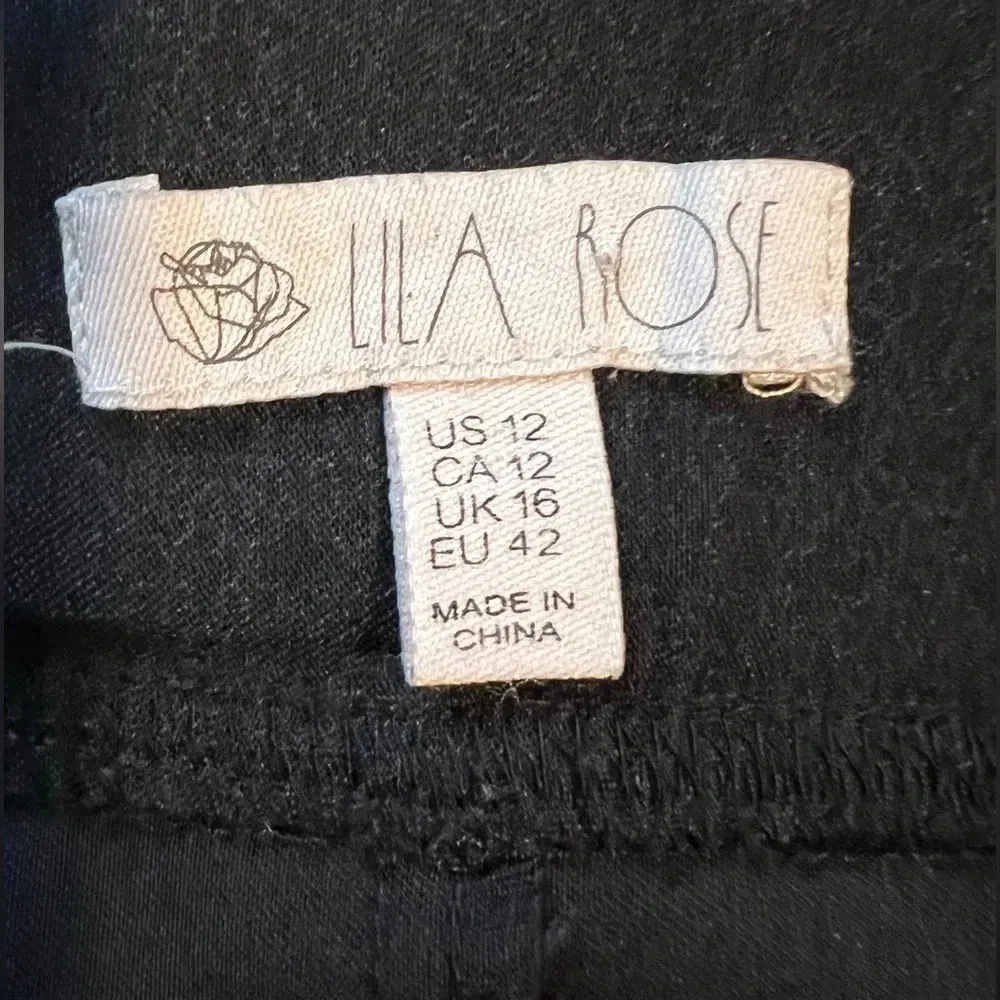 LILA ROSE
US 12
CA 12
UK 16
EU 42
MADE IN
CHINA